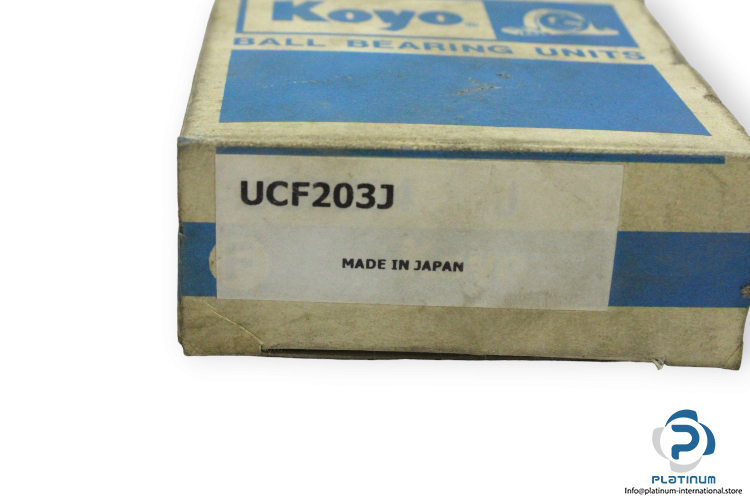 Koyo®
BALL BEARING UNITS
UCF203J
MADE IN JAPAN
PLATINUM
Info@platinum-international.store